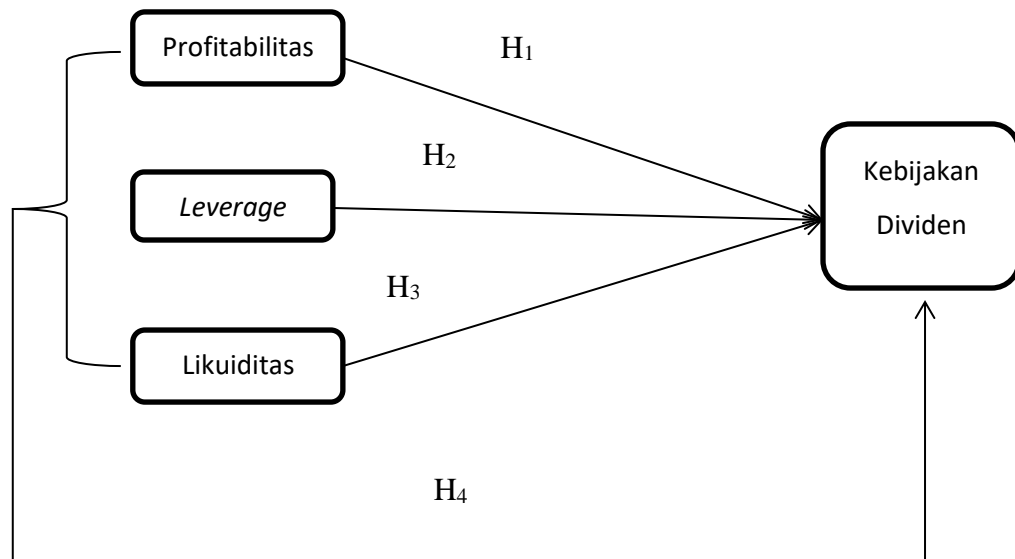 Profitabilitas
H₁
H₂
Kebijakan
Dividen
Leverage
H₃
Likuiditas
H₄